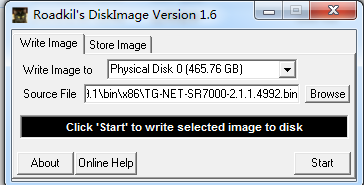 Roadkil's DiskImage Version 1.6
Write Image
Store Image
Write Image to
Physical Disk 0 (465.76 GB)
Source File
.1\bin\x86\TG-NET-SR7000-2.1.1.4992.bin
Browse
Click 'Start' to write selected image to disk
About
Online Help
Start